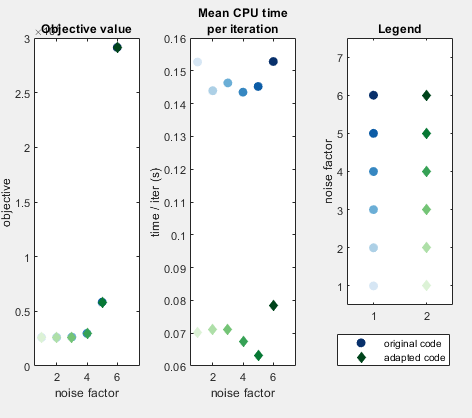 Objective value
Mean CPU time
per iteration
Legend
3
2.5
2
1.5
1
0.5
0
objective
2 4 6
noise factor
0.16
0.15
0.14
0.13
0.12
0.11
0.1
0.09
0.08
0.07
0.06
time / iter (s)
2 4 6
noise factor
7
6
5
4
3
2
1
noise factor
1 2
original code
adapted code